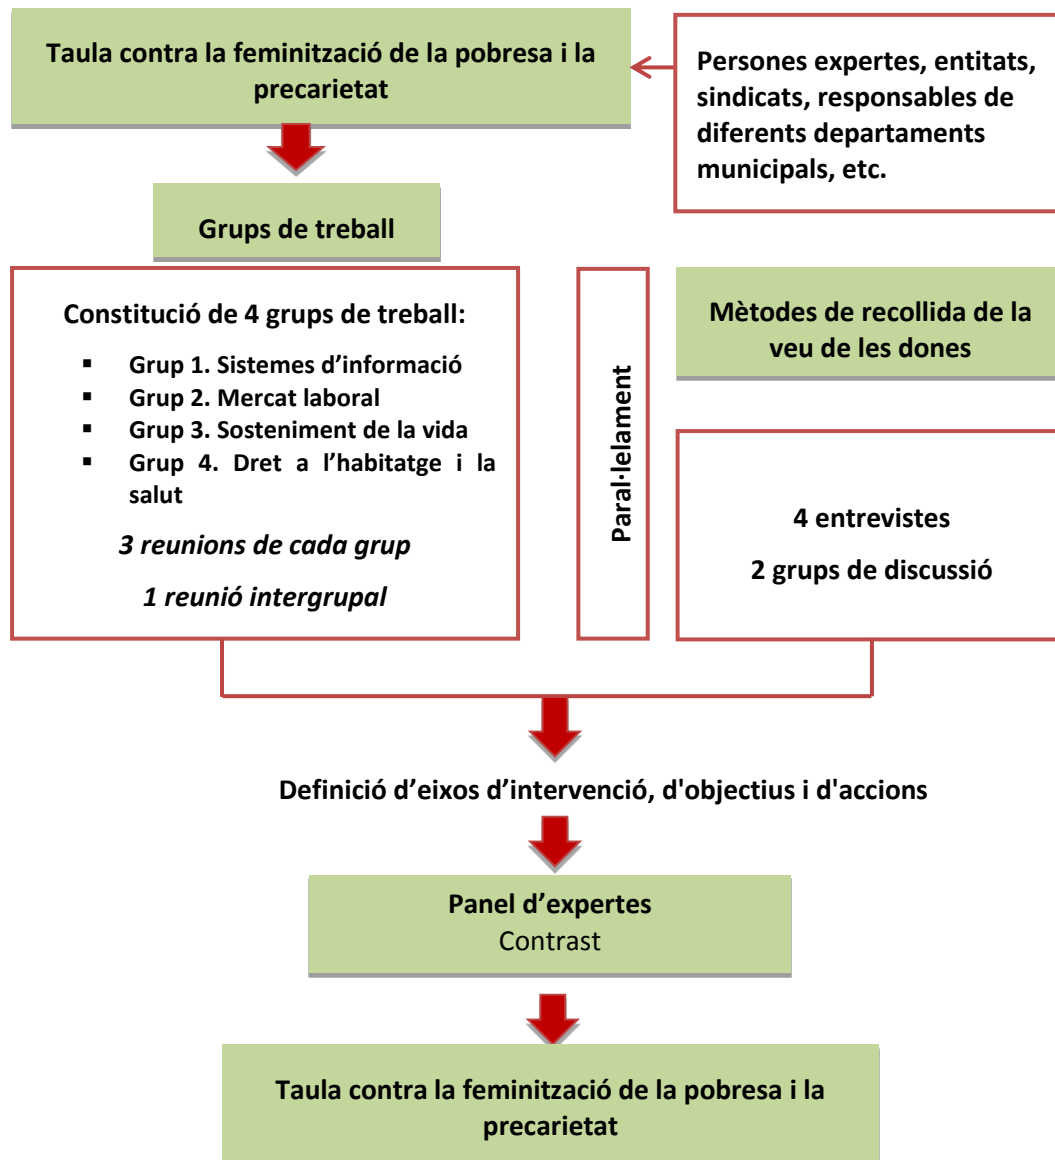 Taula contra la feminització de la pobresa i la
precarietat
Persones expertes, entitats,
sindicats, responsables de
diferents departaments
municipals, etc.
Grups de treball
Constitució de 4 grups de treball:
▪ Grup 1. Sistemes d’informació
▪ Grup 2. Mercat laboral
▪ Grup 3. Sosteniment de la vida
▪ Grup 4. Dret a l’habitatge i la
salut
3 reunions de cada grup
1 reunió intergrupal
Paral·lelament
Mètodes de recollida de la
veu de les dones
4 entrevistes
2 grups de discussió
Definició d’eixos d’intervenció, d'objectius i d'accions
Panel d’expertes
Contrast
Taula contra la feminització de la pobresa i la
precarietat